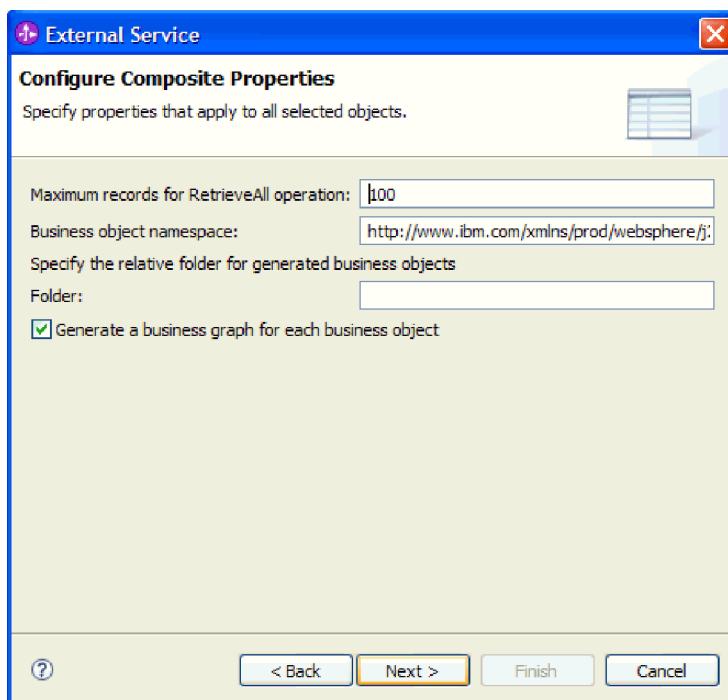 External Service
Configure Composite Properties
Specify properties that apply to all selected objects.
Maximum records for RetrieveAll operation: 100
Business object namespace: http://www.ibm.com/xmlns/prod/websphere/j2
Specify the relative folder for generated business objects
Folder:
Generate a business graph for each business object
? < Back Next > Finish Cancel